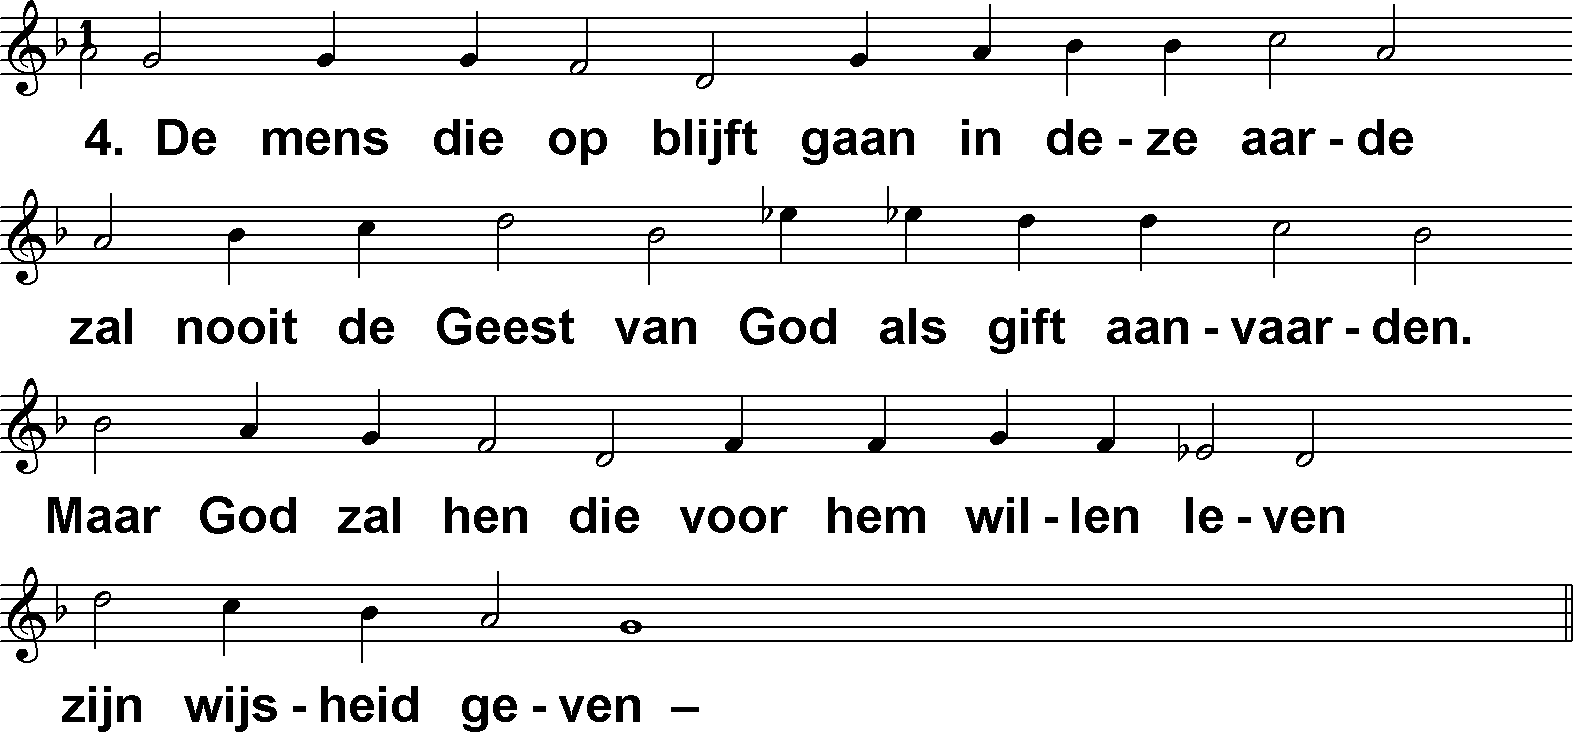 1
4. De mens die op blijft gaan in de - ze aar - de
zal nooit de Geest van God als gift aan - vaar - den.
Maar God zal hen die voor hem wil - len le - ven
zijn wijs - heid ge - ven –